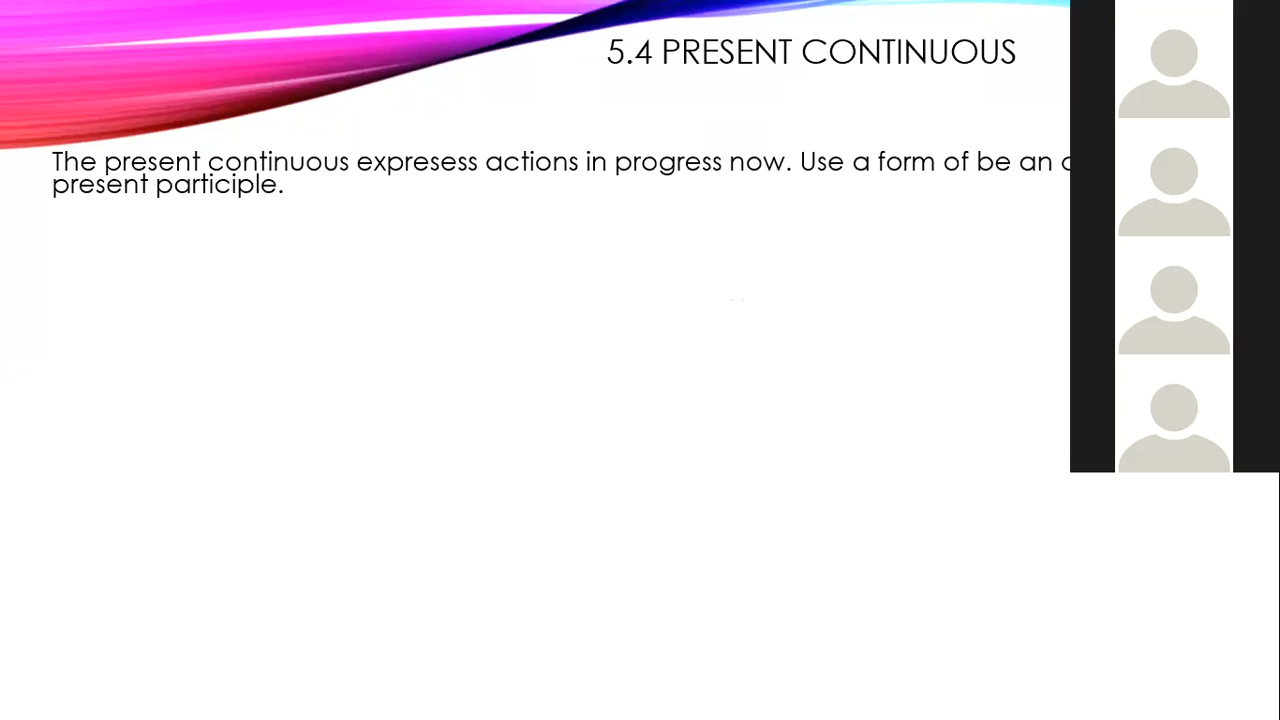 5.4 PRESENT CONTINUOUS
The present continuous expresess actions in progress now. Use a form of be an
present participle.